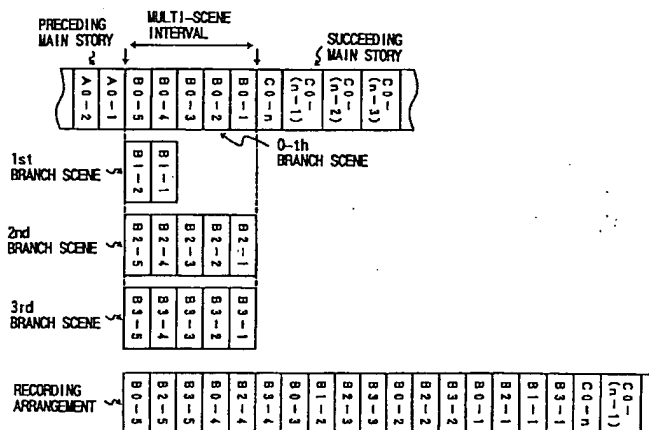 PRECEDING
MAIN STORY
MULTI-SCENE
INTERVAL
SUCCEEDING
MAIN STORY
A0-2
A0-1
B0-5
B0-4
B0-3
B0-2
B0-1
C0-n
C0-
(n-1)
C0-
(n-2)
C0-
(n-3)
0-th
BRANCH SCENE
1st
BRANCH SCENE
B1-2
B1-1
2nd
BRANCH SCENE
B2-5
B2-4
B2-3
B2-2
B2-1
3rd
BRANCH SCENE
B3-5
B3-4
B3-3
B3-2
B3-1
RECORDING
ARRANGEMENT
B0-5
B2-5
B3-5
B0-4
B2-4
B3-4
B0-3
B1-2
B2-3
B3-3
B0-2
B2-2
B3-2
B0-1
B2-1
B1-1
B3-1
C0-n
C0-
(n-1)